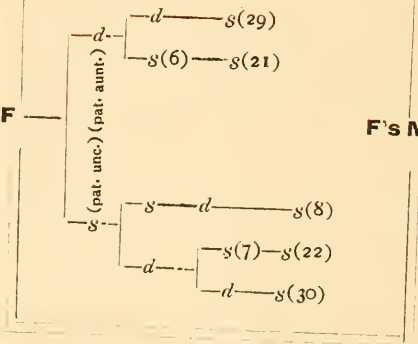 d s(29)
d
s(6) s(21)
(pat. unc.) (pat. aunt.)
F
F's M
s d s(8)
s
s(7) s(22)
d
d s(30)